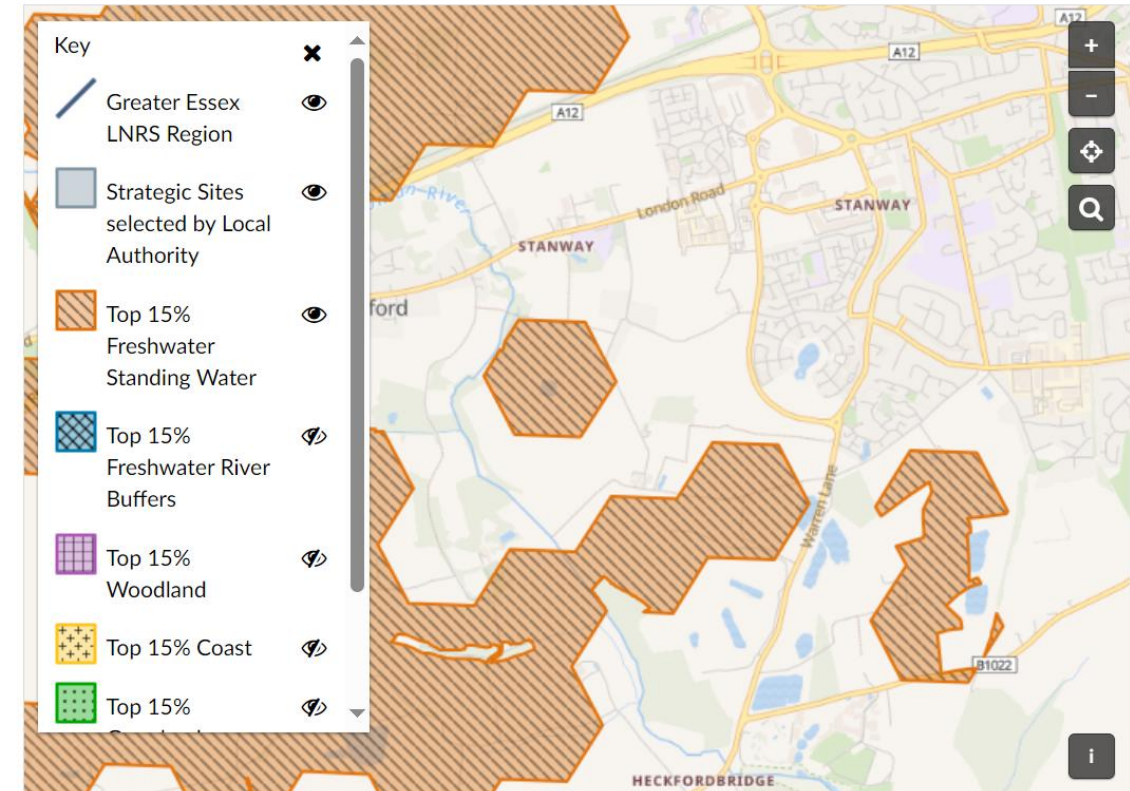 Key
Greater Essex
LNRS Region
Strategic Sites
selected by Local
Authority
Top 15%
Freshwater
Standing Water
Top 15%
Freshwater River
Buffers
Top 15%
Woodland
Top 15% Coast
Top 15%
A12
A12
A12
London Road
STANWAY
STANWAY
ford
Warren Lane
B1022
HECKFORDBRIDGE
+
−
i